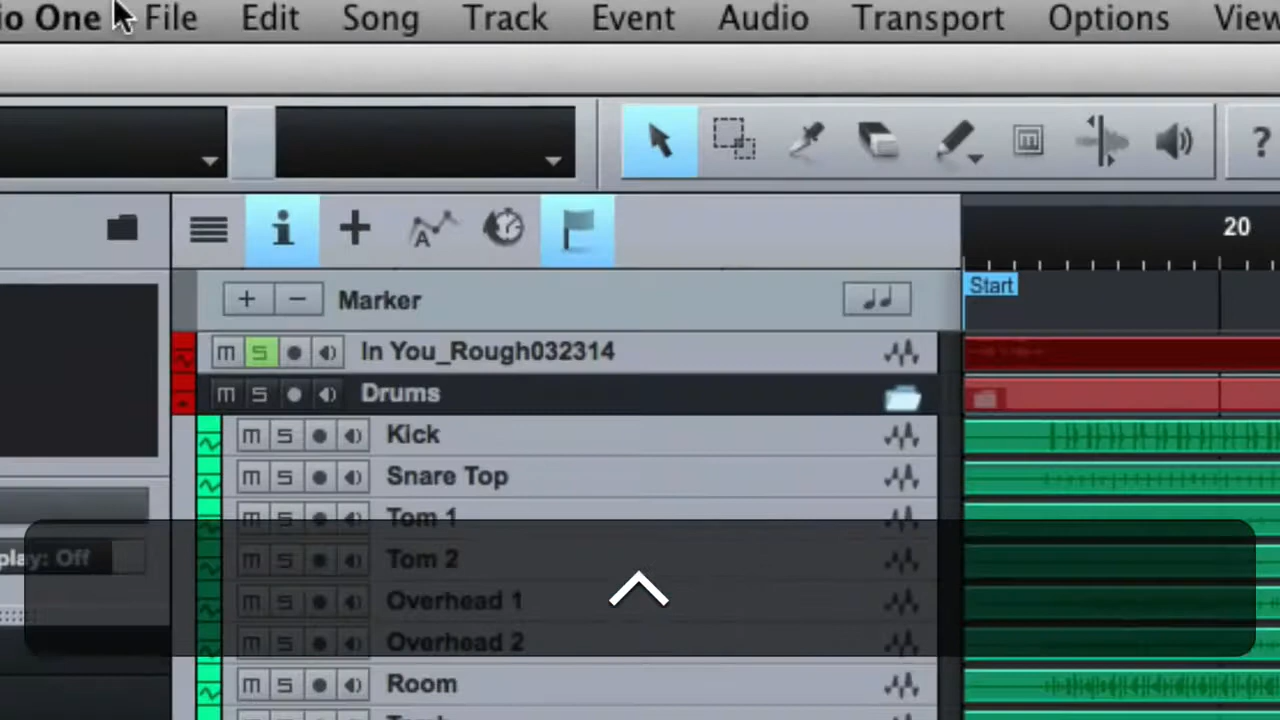 io One File Edit Song Track Event Audio Transport Options View
?
i + A
20
+ − Marker
Start
m S In You_Rough032314
m S Drums
m S Kick
m S Snare Top
m S Tom 1
play: Off
m S Tom 2
m S Overhead 1
m S Overhead 2
m S Room